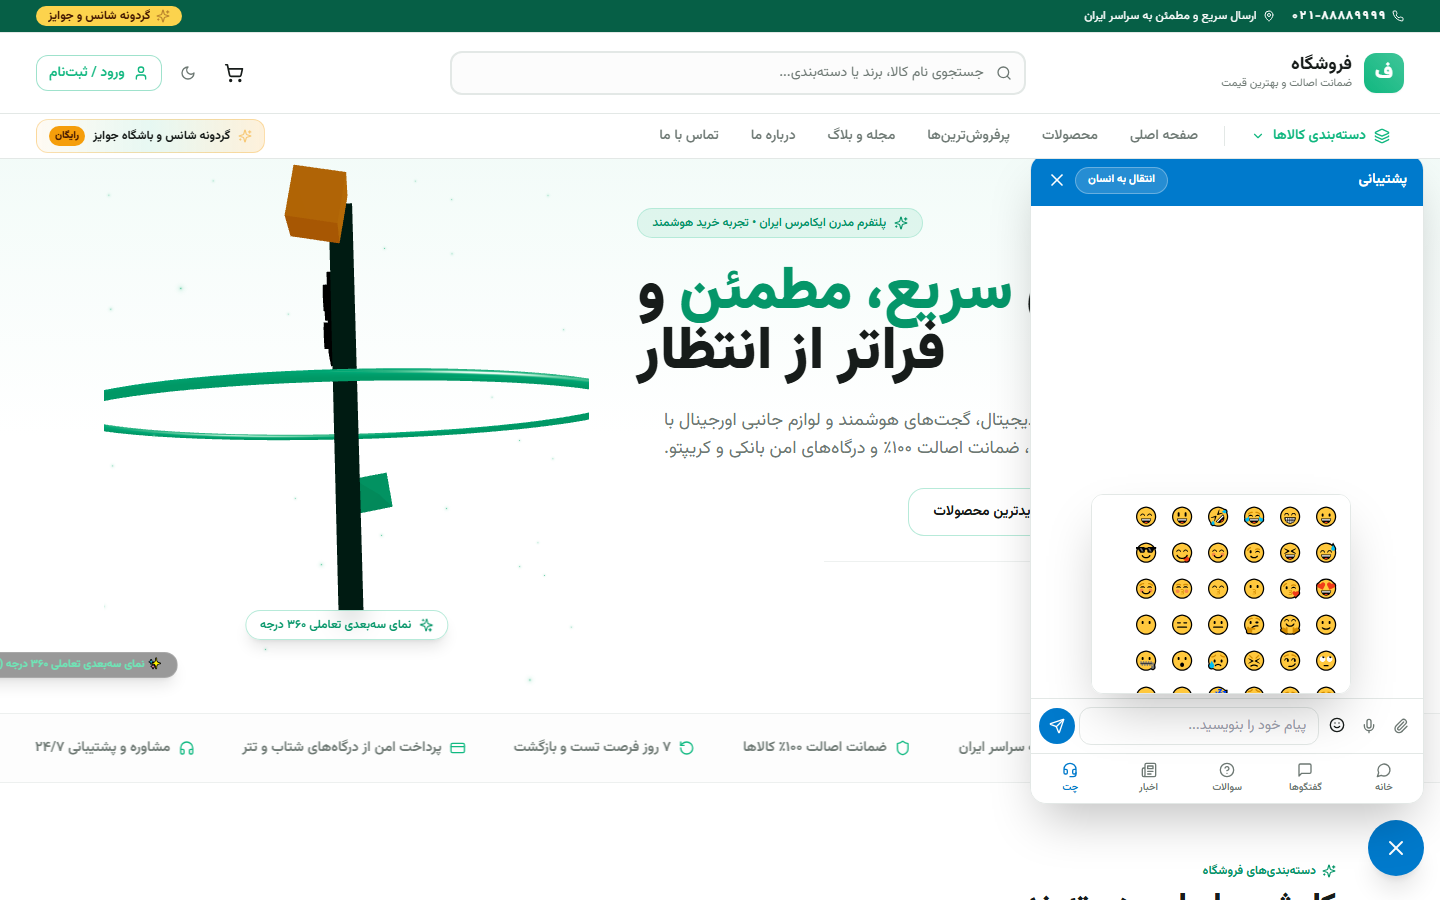 ۰۲۱-۸۸۸۸۹۹۹۹
ارسال سریع و مطمئن به سراسر ایران
گردونه شانس و جوایز
ف
فروشگاه
ضمانت اصالت و بهترین قیمت
جستجوی نام کالا، برند یا دسته‌بندی...
ورود / ثبت‌نام
دسته‌بندی کالاها
صفحه اصلی
محصولات
پرفروش‌ترین‌ها
مجله و بلاگ
درباره ما
تماس با ما
گردونه شانس و باشگاه جوایز
رایگان
پشتیبانی
انتقال به انسان
پلتفرم مدرن ایکامرس ایران • تجربه خرید هوشمند
سریع، مطمئن و
فراتر از انتظار
دیجیتال، گجت‌های هوشمند و لوازم جانبی اورجینال با
، ضمانت اصالت ۱۰۰٪ و درگاه‌های امن بانکی و کریپتو.
محصولات
نمای سه‌بعدی تعاملی ۳۶۰ درجه
نمای سه‌بعدی تعاملی ۳۶۰ درجه (
پیام خود را بنویسید...
خانه
گفتگوها
سوالات
اخبار
چت
سراسر ایران
ضمانت اصالت ۱۰۰٪ کالاها
۷ روز فرصت تست و بازگشت
پرداخت امن از درگاه‌های شتاب و تتر
مشاوره و پشتیبانی ۲۴/۷
دسته‌بندی‌های فروشگاه